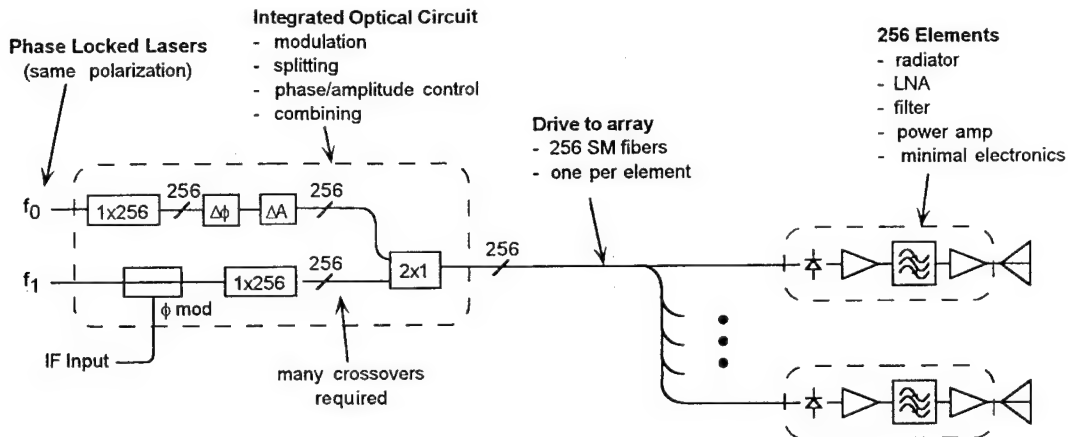 Integrated Optical Circuit
- modulation
- splitting
- phase/amplitude control
- combining
Phase Locked Lasers
(same polarization)
256 Elements
- radiator
- LNA
- filter
- power amp
- minimal electronics
Drive to array
- 256 SM fibers
- one per element
f0
1x256
256
Δϕ
ΔA
256
f1
ϕ mod
1x256
256
2x1
256
IF Input
many crossovers
required